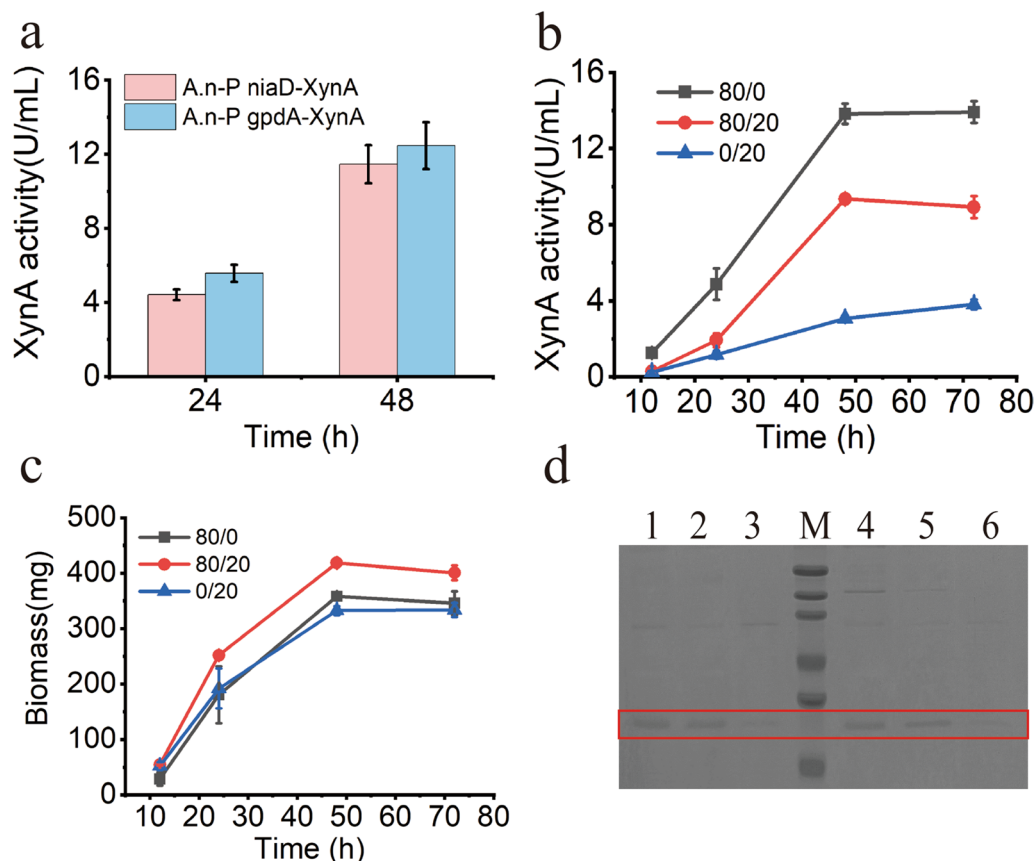 a
XynA activity(U/mL)
16
12
8
4
0
A.n-P niaD-XynA
A.n-P gpdA-XynA
24 48
Time (h)
b
XynA activity(U/mL)
16
12
8
4
0
80/0
80/20
0/20
10 20 30 40 50 60 70 80
Time (h)
c
Biomass(mg)
500
400
300
200
100
0
80/0
80/20
0/20
10 20 30 40 50 60 70 80
Time (h)
d
1 2 3 M 4 5 6